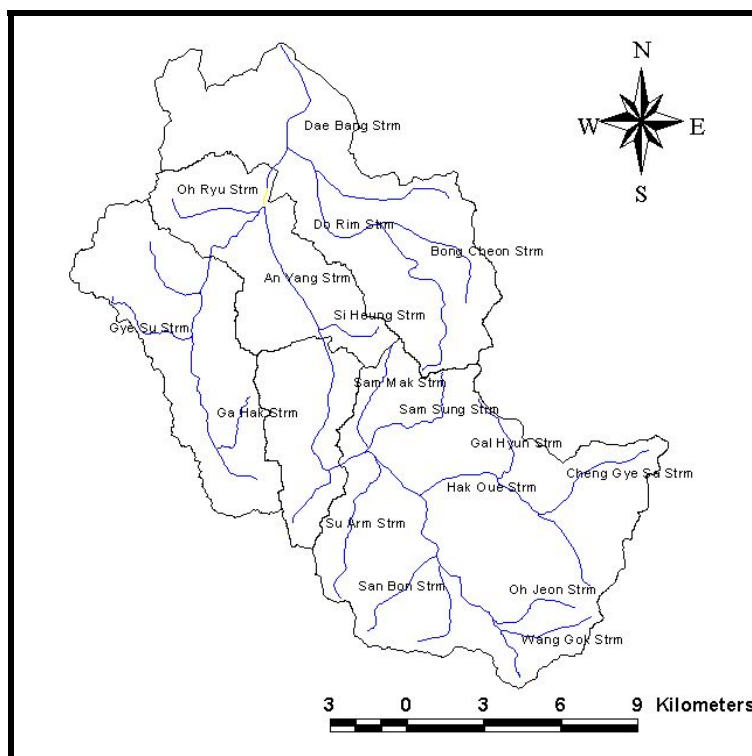 N
Dae Bang Strm
W E
S
Oh Ryu Strm
Do Rim Strm
Bong Cheon Strm
An Yang Strm
Si Heung Strm
Gye Su Strm
Sam Mak Strm
Sam Sung Strm
Ga Hak Strm
Gal Hyun Strm
Cheng Gye Sa Strm
Hak Oue Strm
Su Arm Strm
San Bon Strm
Oh Jeon Strm
Wang Gok Strm
3 0 3 6 9 Kilometers